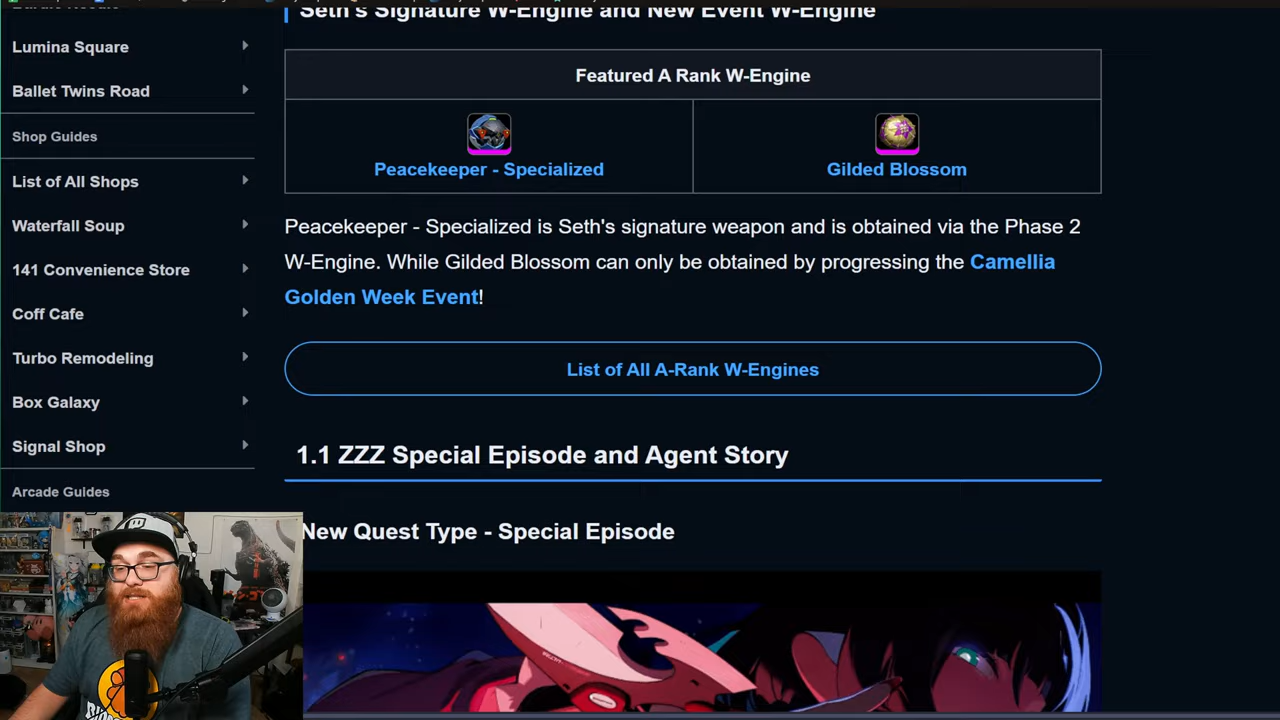 Seth's Signature W-Engine and New Event W-Engine
Lumina Square
Ballet Twins Road
Shop Guides
List of All Shops
Waterfall Soup
141 Convenience Store
Coff Cafe
Turbo Remodeling
Box Galaxy
Signal Shop
Arcade Guides
Featured A Rank W-Engine
Peacekeeper - Specialized
Gilded Blossom
Peacekeeper - Specialized is Seth's signature weapon and is obtained via the Phase 2
W-Engine. While Gilded Blossom can only be obtained by progressing the Camellia
Golden Week Event!
List of All A-Rank W-Engines
1.1 ZZZ Special Episode and Agent Story
New Quest Type - Special Episode